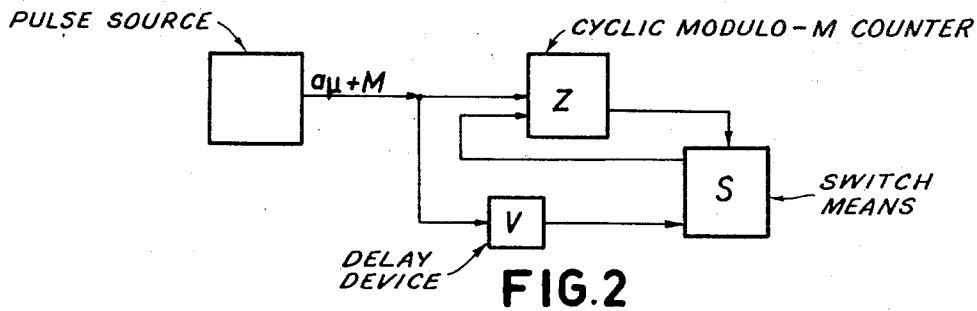 PULSE SOURCE
CYCLIC MODULO-M COUNTER
aμ+M
Z
S
SWITCH
MEANS
V
DELAY
DEVICE
FIG.2